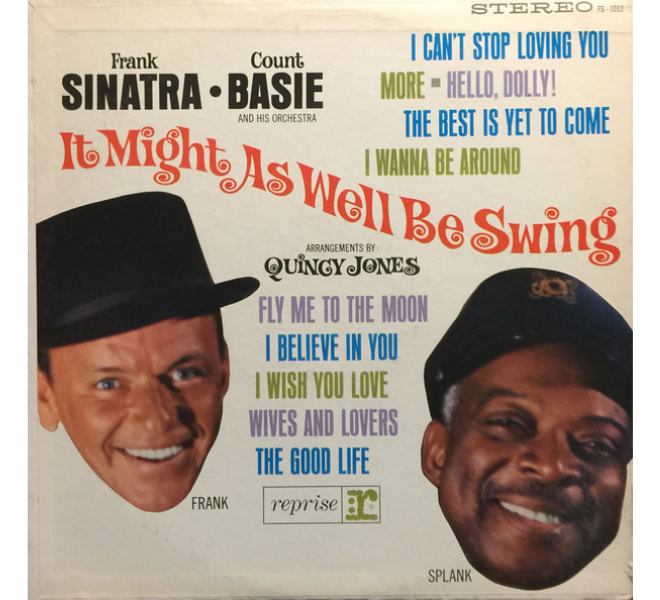 STEREO FS-1012
Frank Count
SINATRA • BASIE
AND HIS ORCHESTRA
I CAN'T STOP LOVING YOU
MORE ▪ HELLO, DOLLY!
THE BEST IS YET TO COME
I WANNA BE AROUND
It Might As Well Be Swing
ARRANGEMENTS BY
QUINCY JONES
FLY ME TO THE MOON
I BELIEVE IN YOU
I WISH YOU LOVE
WIVES AND LOVERS
THE GOOD LIFE
FRANK
reprise r
SPLANK